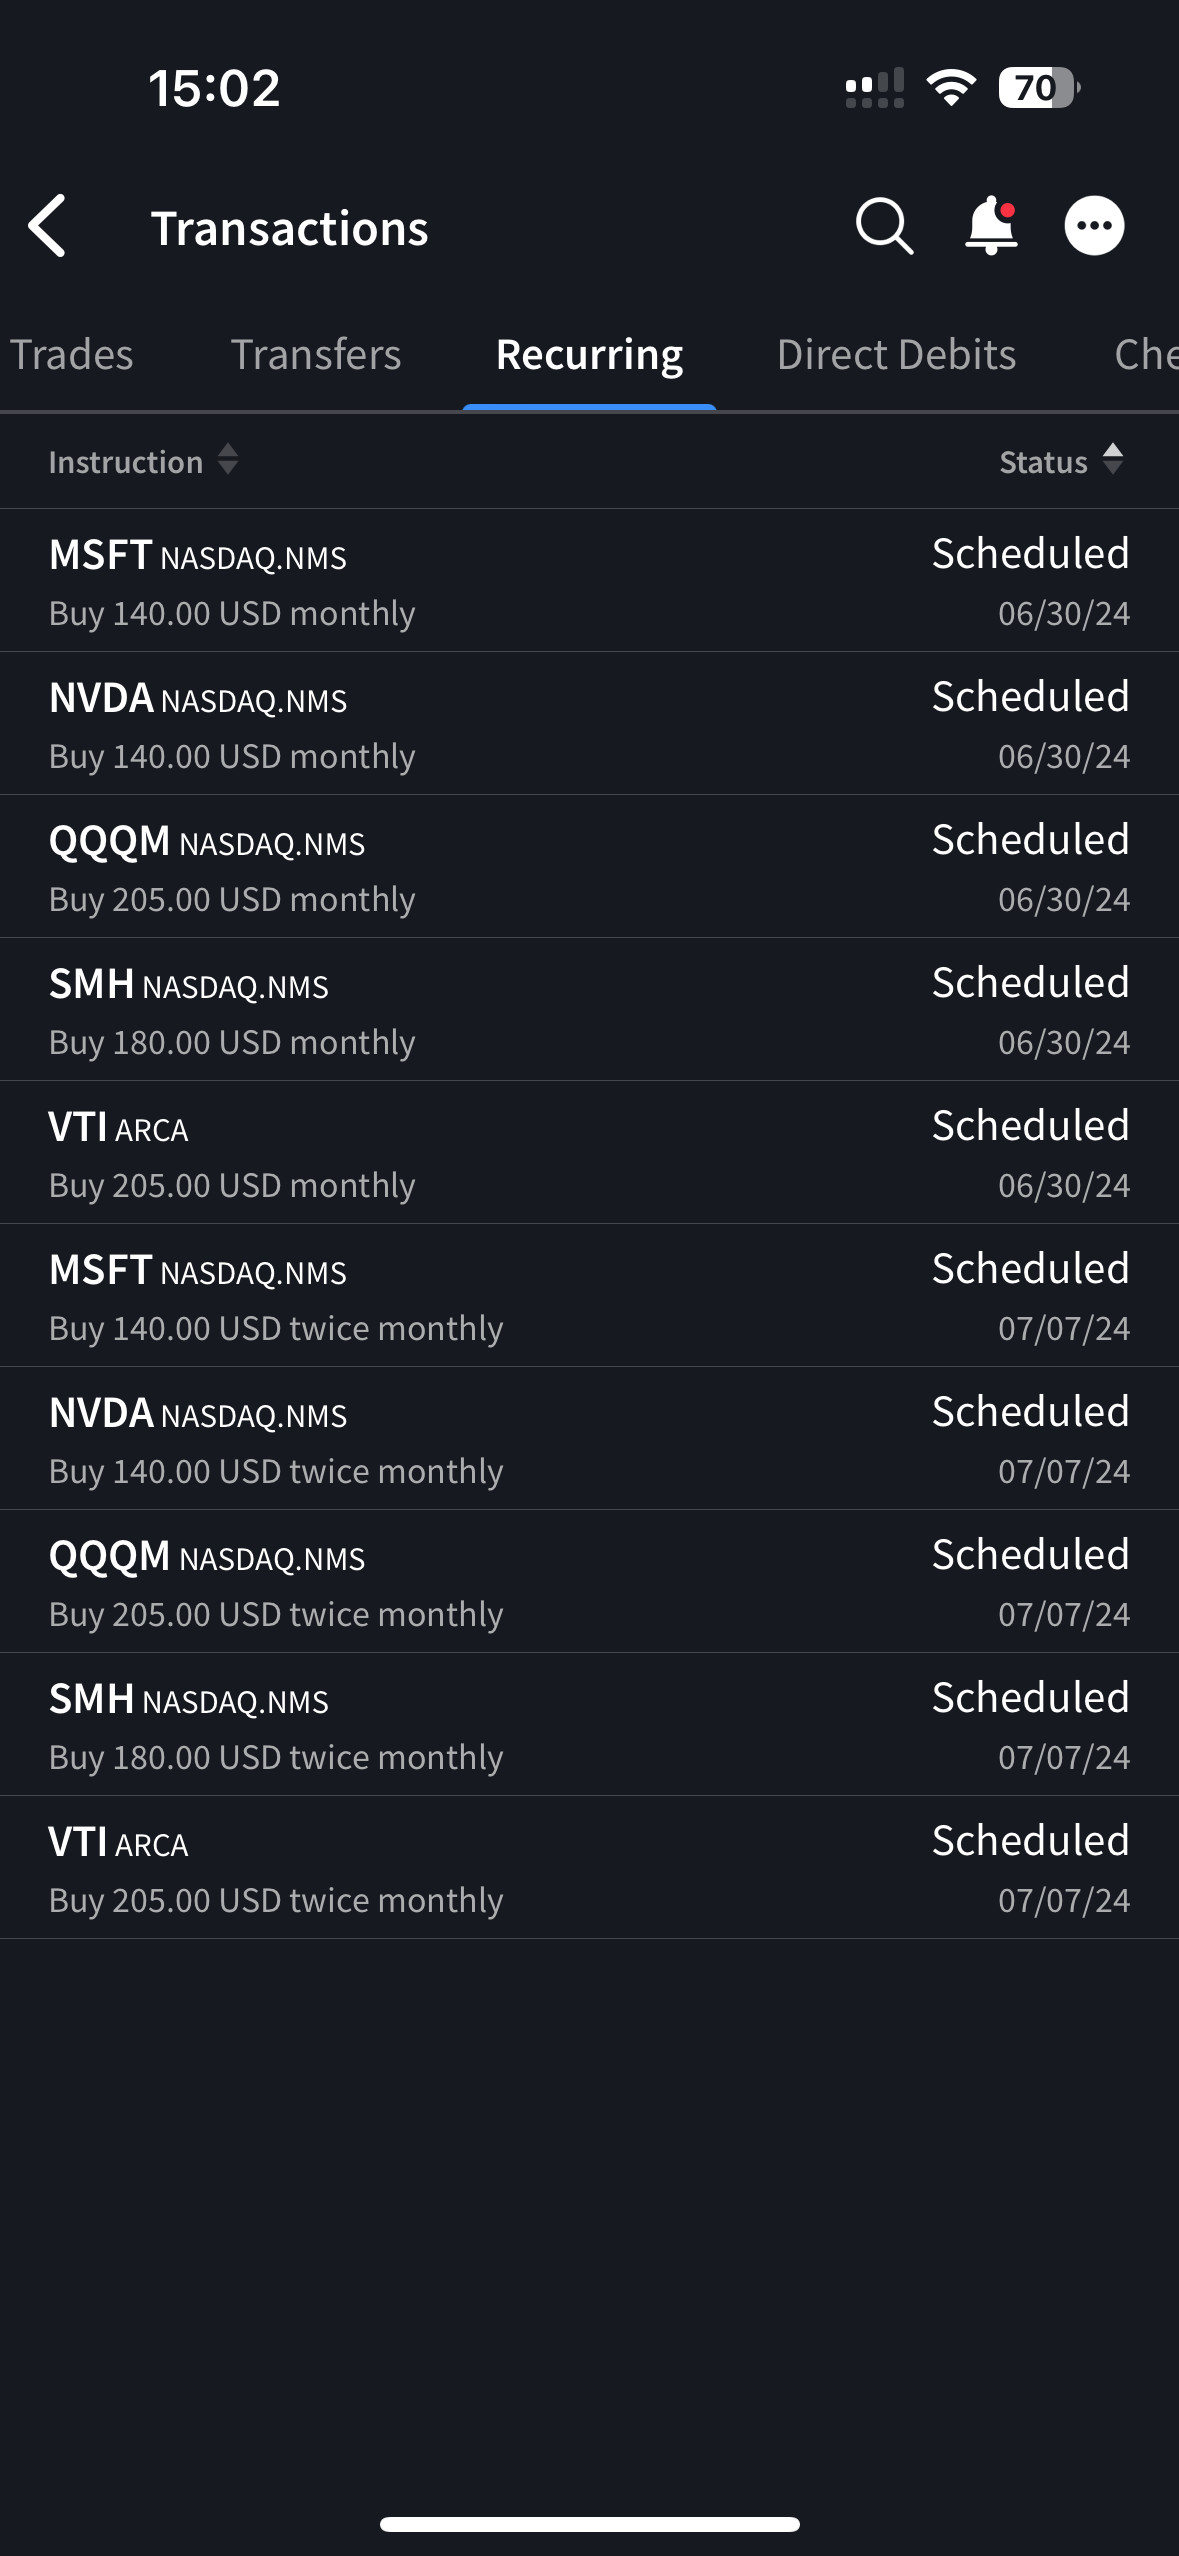 15:02
70
Transactions
Trades Transfers Recurring Direct Debits Che
Instruction Status
MSFT NASDAQ.NMS Scheduled
Buy 140.00 USD monthly 06/30/24
NVDA NASDAQ.NMS Scheduled
Buy 140.00 USD monthly 06/30/24
QQQM NASDAQ.NMS Scheduled
Buy 205.00 USD monthly 06/30/24
SMH NASDAQ.NMS Scheduled
Buy 180.00 USD monthly 06/30/24
VTI ARCA Scheduled
Buy 205.00 USD monthly 06/30/24
MSFT NASDAQ.NMS Scheduled
Buy 140.00 USD twice monthly 07/07/24
NVDA NASDAQ.NMS Scheduled
Buy 140.00 USD twice monthly 07/07/24
QQQM NASDAQ.NMS Scheduled
Buy 205.00 USD twice monthly 07/07/24
SMH NASDAQ.NMS Scheduled
Buy 180.00 USD twice monthly 07/07/24
VTI ARCA Scheduled
Buy 205.00 USD twice monthly 07/07/24